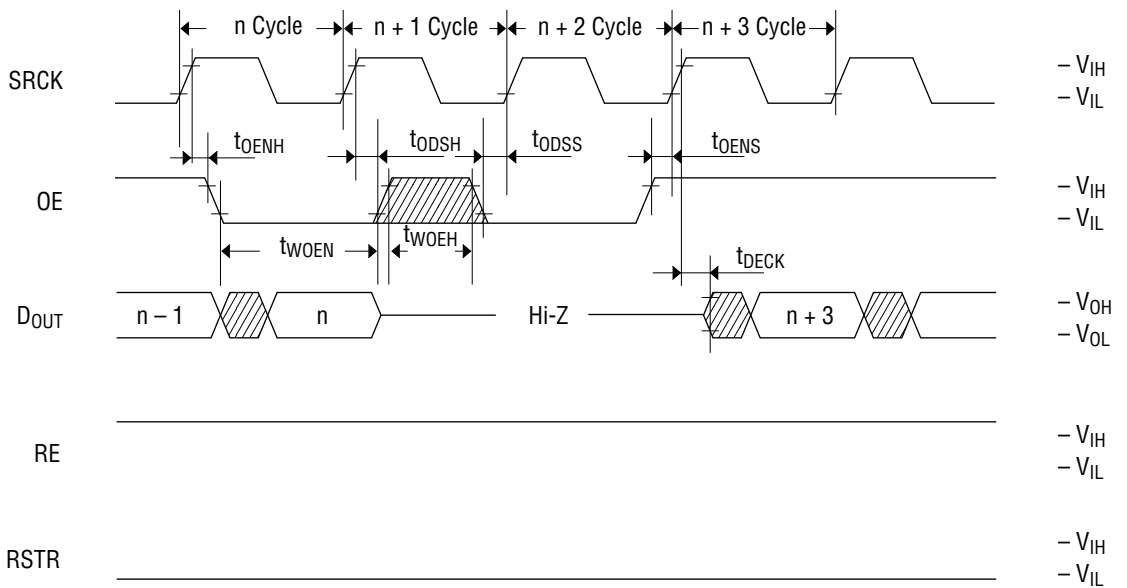 n Cycle n + 1 Cycle n + 2 Cycle n + 3 Cycle
SRCK
– VIH
– VIL
tOENH tODSH tODSS tOENS
OE
– VIH
– VIL
tWOEN tWOEH
tDECK
DOUT n – 1 n Hi-Z n + 3
– VOH
– VOL
RE
– VIH
– VIL
RSTR
– VIH
– VIL